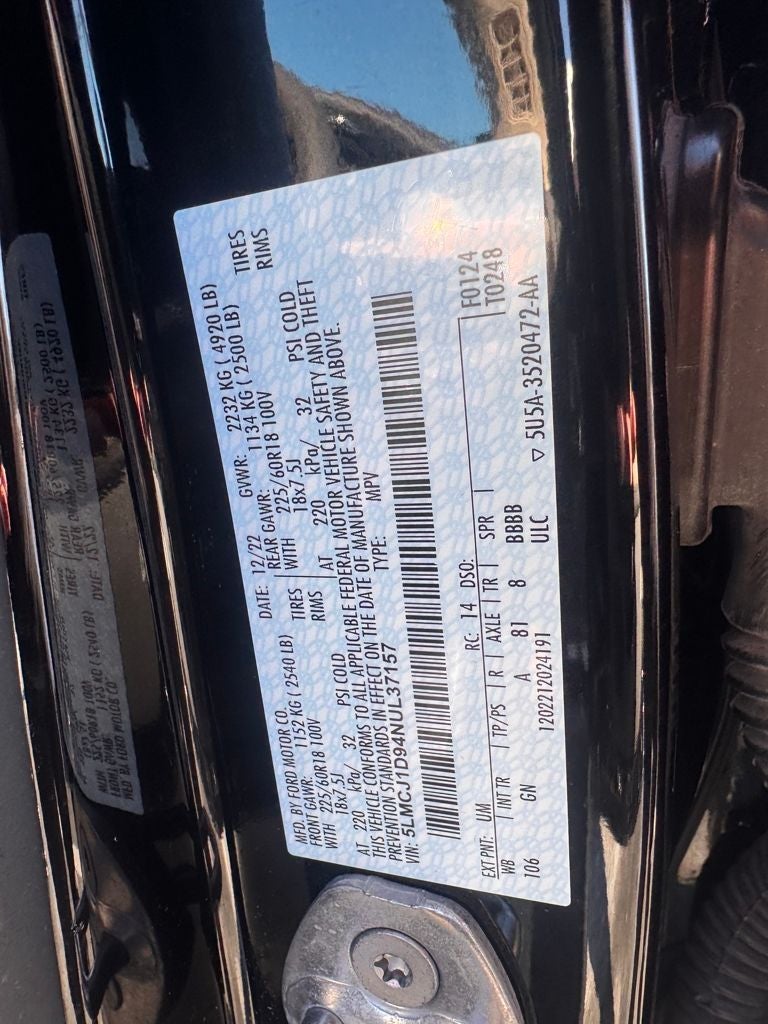 MFD. BY FORD MOTOR CO.
DATE: 12/22 GVWR: 2232 KG ( 4920 LB)
FRONT GAWR: 1152 KG ( 2540 LB) REAR GAWR: 1134 KG ( 2500 LB)
WITH 225/60R18 100V TIRES WITH 225/60R18 100V TIRES
18x7.5J RIMS 18x7.5J RIMS
AT 220 kPa/ 32 PSI COLD AT 220 kPa/ 32 PSI COLD
THIS VEHICLE CONFORMS TO ALL APPLICABLE FEDERAL MOTOR VEHICLE SAFETY AND THEFT
PREVENTION STANDARDS IN EFFECT ON THE DATE OF MANUFACTURE SHOWN ABOVE.
VIN: 5LMCJ1D94NUL37157 TYPE: MPV
EXT PNT: UM RC: 14 DSO: F0124
WB | INT TR | TP/PS | R | AXLE | TR | SPR | T0248
106 GN A 81 8 BBBB
1202212024191 ULC ▽ 5U5A-3520472-AA